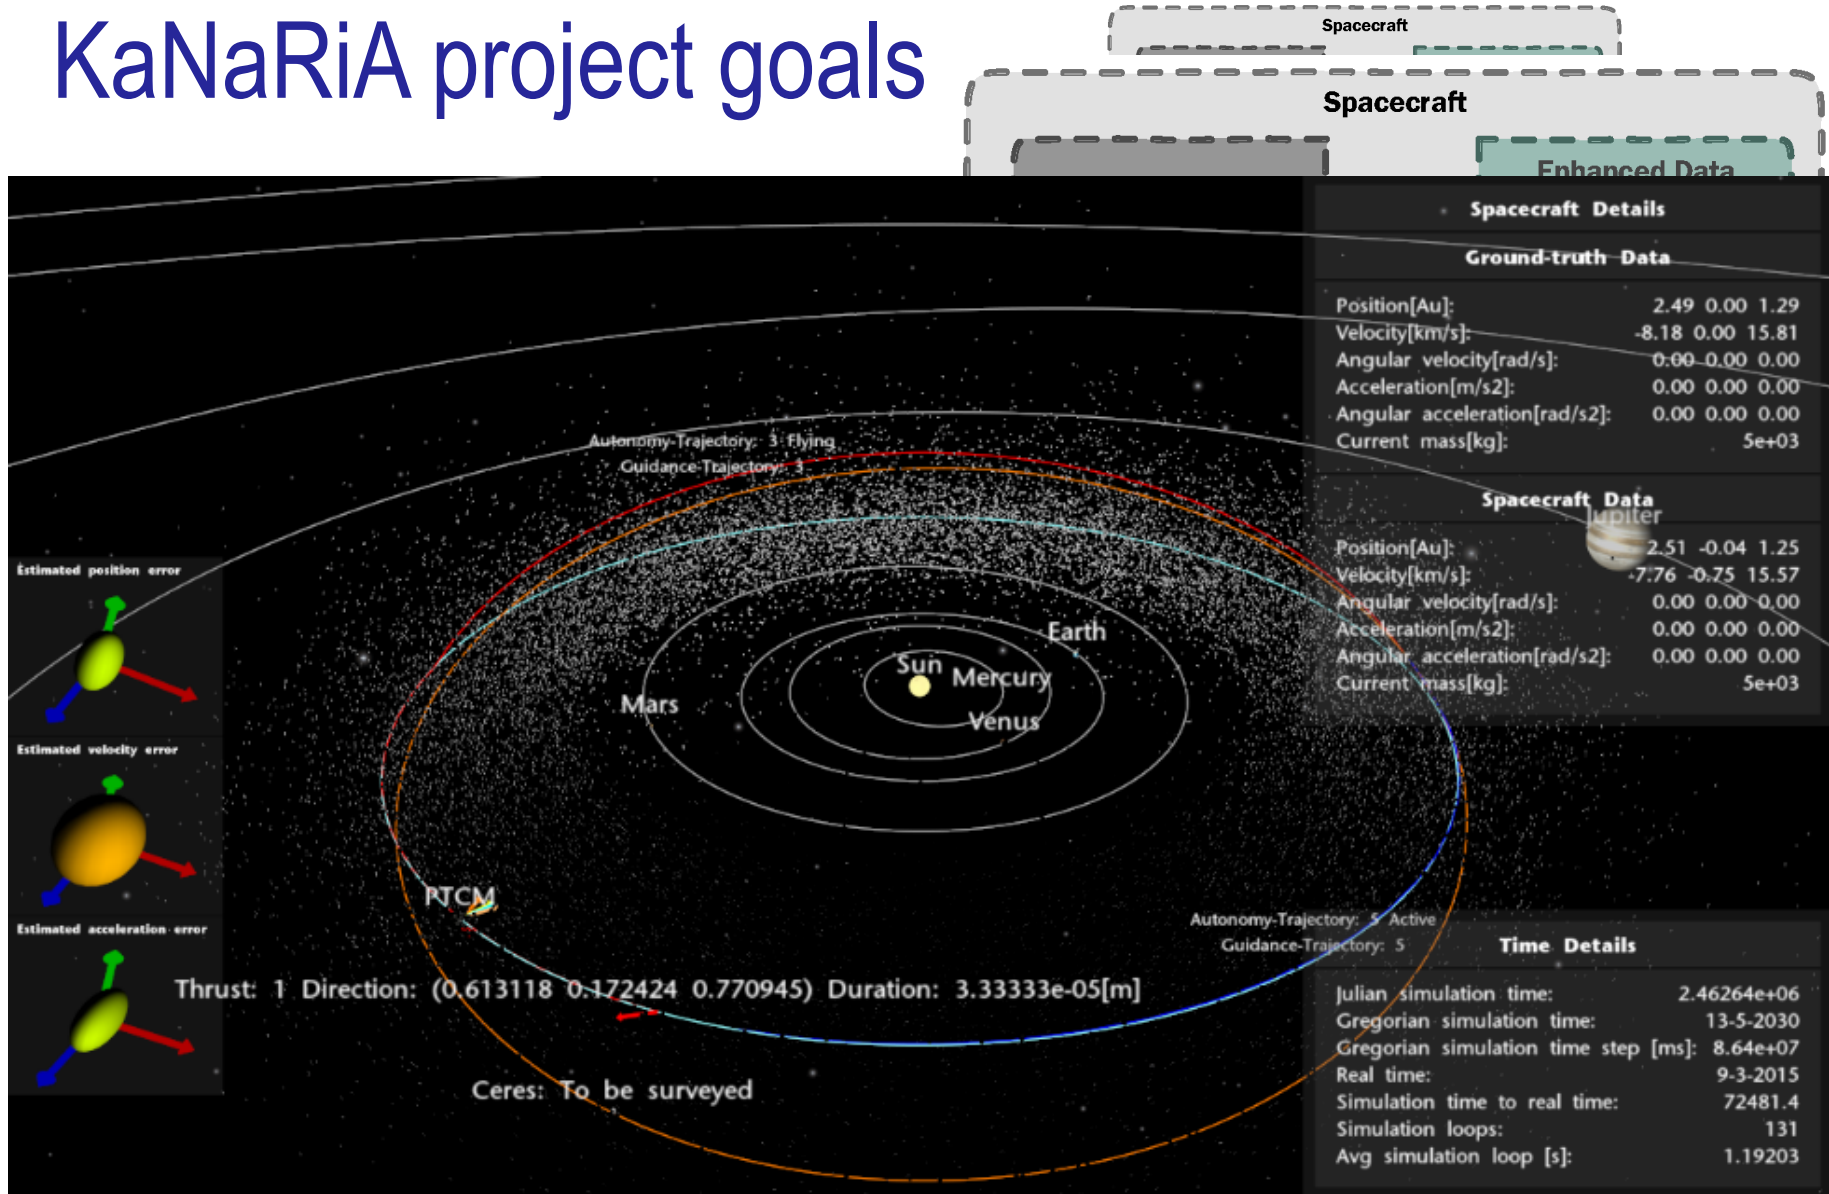 KaNaRiA project goals
Spacecraft
Spacecraft
Enhanced Data
Spacecraft Details
Ground-truth Data
Position[Au]: 2.49 0.00 1.29
Velocity[km/s]: -8.18 0.00 15.81
Angular velocity[rad/s]: 0.00 0.00 0.00
Acceleration[m/s2]: 0.00 0.00 0.00
Angular acceleration[rad/s2]: 0.00 0.00 0.00
Current mass[kg]: 5e+03
Spacecraft Data
Jupiter
Position[Au]: 2.51 -0.04 1.25
Velocity[km/s]: -7.76 -0.75 15.57
Angular velocity[rad/s]: 0.00 0.00 0.00
Acceleration[m/s2]: 0.00 0.00 0.00
Angular acceleration[rad/s2]: 0.00 0.00 0.00
Current mass[kg]: 5e+03
Autonomy-Trajectory: 3 Flying
Guidance-Trajectory: 3
Estimated position error
Earth
Sun
Mercury
Mars
Venus
Estimated velocity error
PTCM
Estimated acceleration error
Autonomy-Trajectory: 5 Active
Guidance-Trajectory: 5
Thrust: 1 Direction: (0.613118 0.172424 0.770945) Duration: 3.33333e-05[m]
Ceres: To be surveyed
Time Details
Julian simulation time: 2.46264e+06
Gregorian simulation time: 13-5-2030
Gregorian simulation time step [ms]: 8.64e+07
Real time: 9-3-2015
Simulation time to real time: 72481.4
Simulation loops: 131
Avg simulation loop [s]: 1.19203